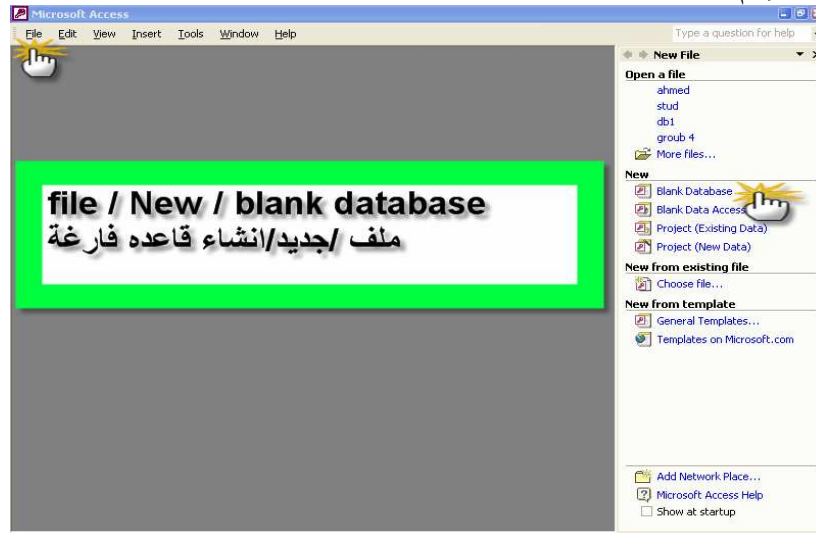 Microsoft Access
File Edit View Insert Tools Window Help
Type a question for help
New File
Open a file
ahmed
stud
db1
groub 4
More files...
New
Blank Database
Blank Data Access
Project (Existing Data)
Project (New Data)
New from existing file
Choose file...
New from template
General Templates...
Templates on Microsoft.com
file / New / blank database
ملف /جديد/انشاء قاعده فارغة
Add Network Place...
Microsoft Access Help
Show at startup